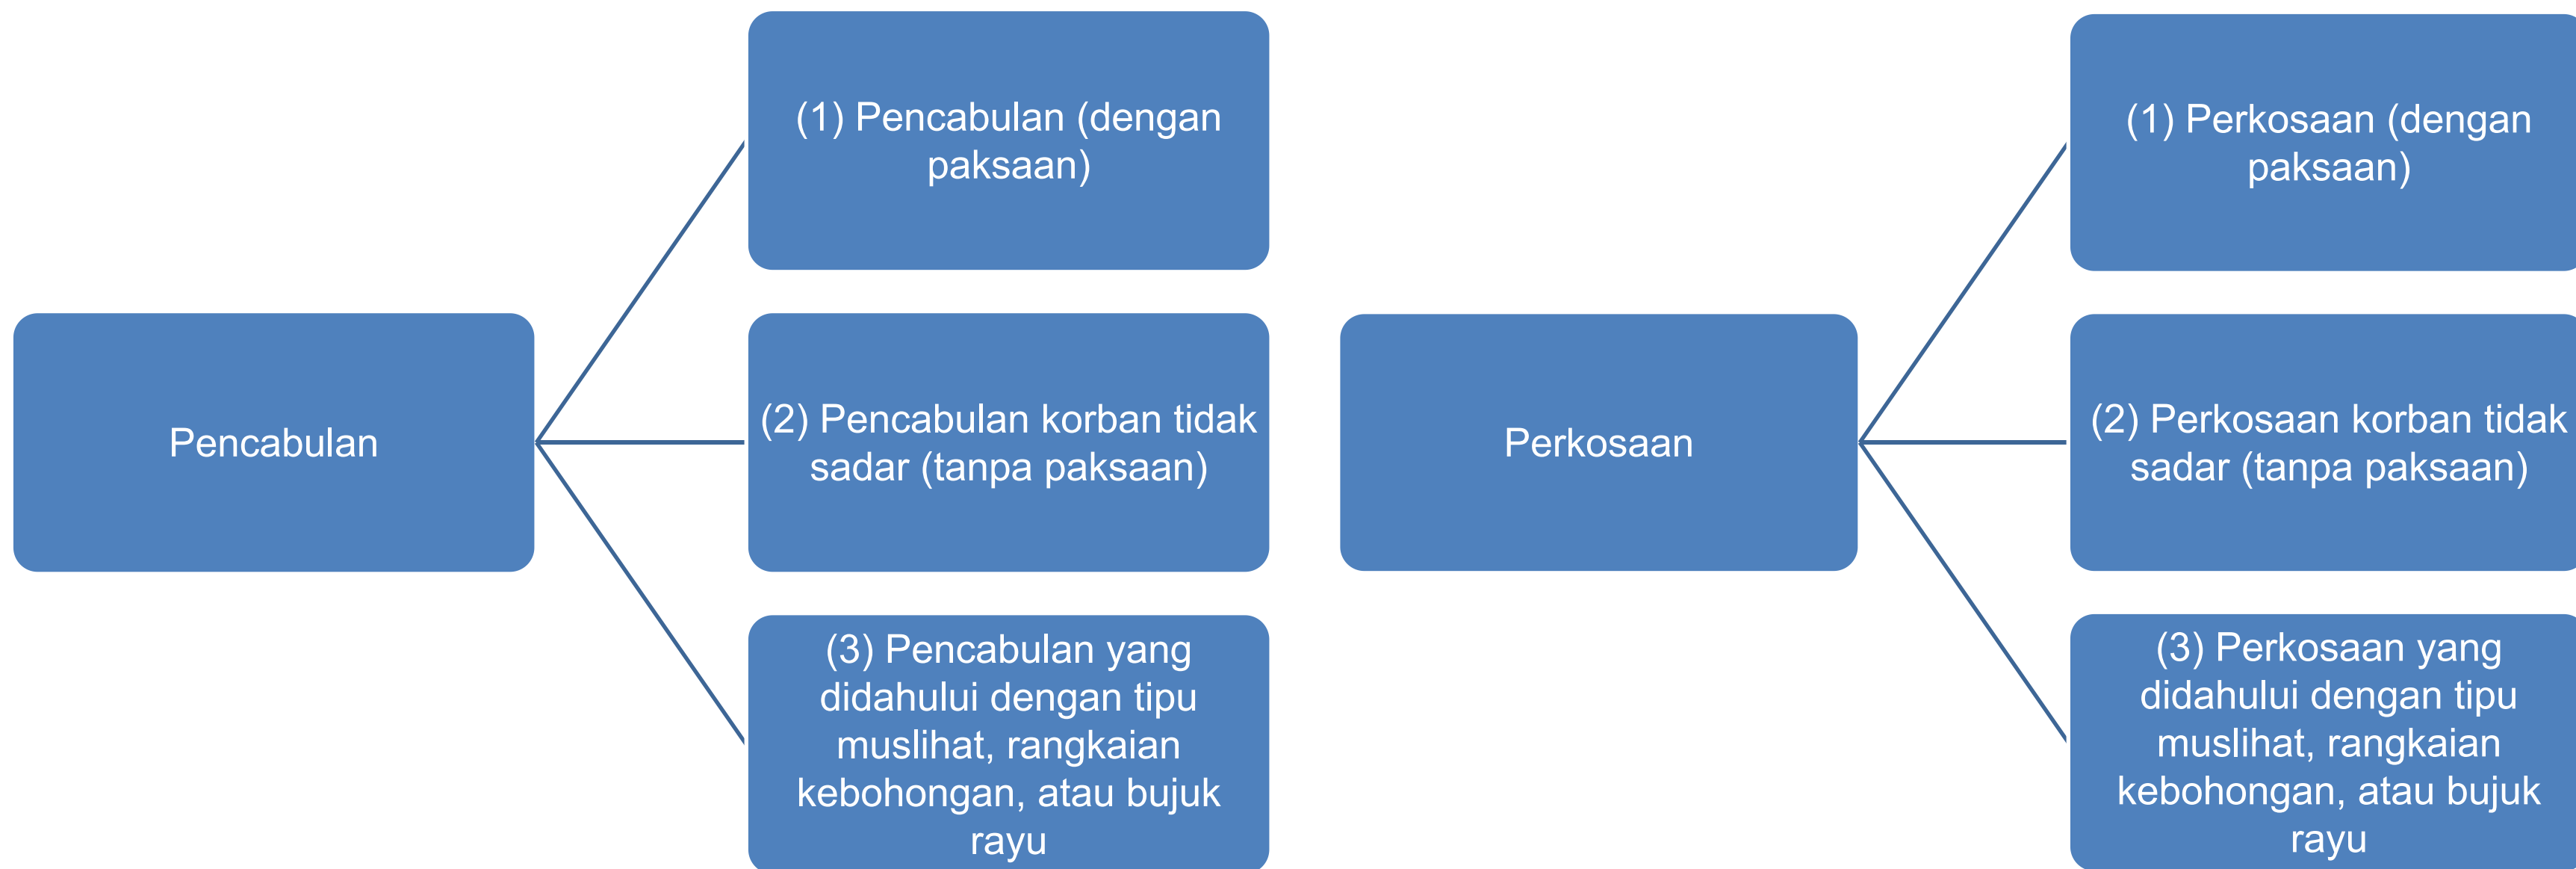 Pencabulan
(1) Pencabulan (dengan
paksaan)
(2) Pencabulan korban tidak
sadar (tanpa paksaan)
(3) Pencabulan yang
didahului dengan tipu
muslihat, rangkaian
kebohongan, atau bujuk
rayu
Perkosaan
(1) Perkosaan (dengan
paksaan)
(2) Perkosaan korban tidak
sadar (tanpa paksaan)
(3) Perkosaan yang
didahului dengan tipu
muslihat, rangkaian
kebohongan, atau bujuk
rayu